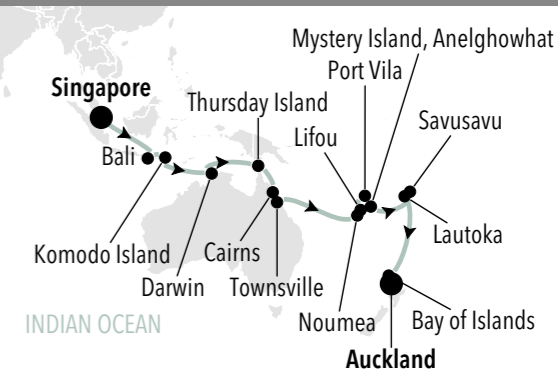 Mystery Island, Anelghowhat
Port Vila
Singapore
Thursday Island
Savusavu
Lifou
Bali
Lautoka
Komodo Island
Cairns
Darwin
Townsville
INDIAN OCEAN
Noumea
Bay of Islands
Auckland